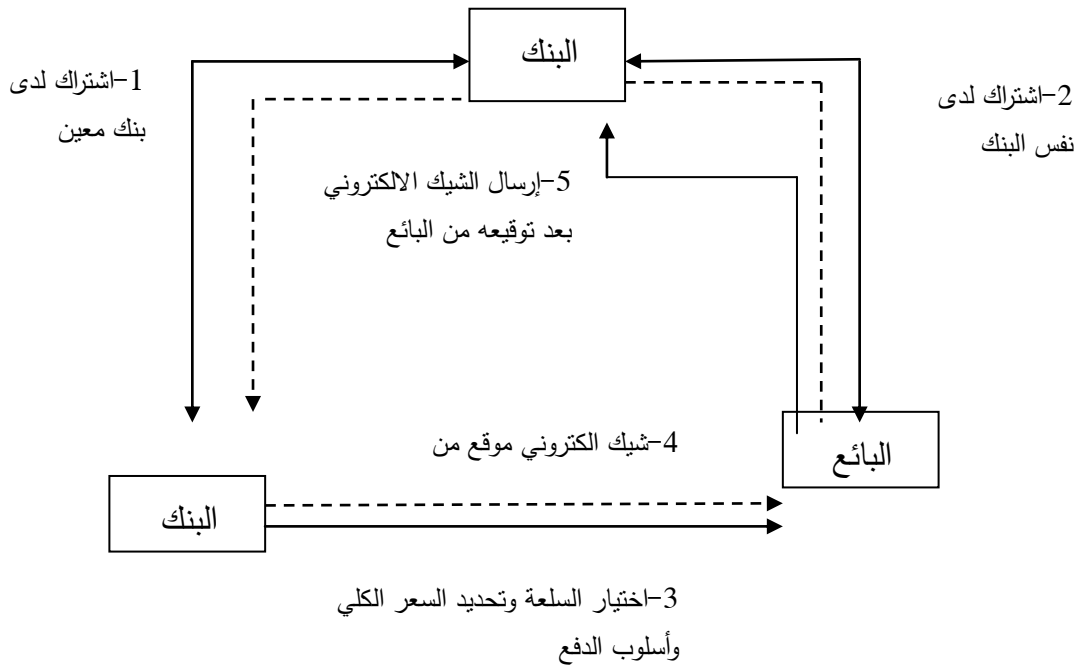 البنك
1-اشتراك لدى
بنك معين
2-اشتراك لدى
نفس البنك
5-إرسال الشيك الالكتروني
بعد توقيعه من البائع
4-شيك الكتروني موقع من
البائع
البنك
3-اختيار السلعة وتحديد السعر الكلي
وأسلوب الدفع